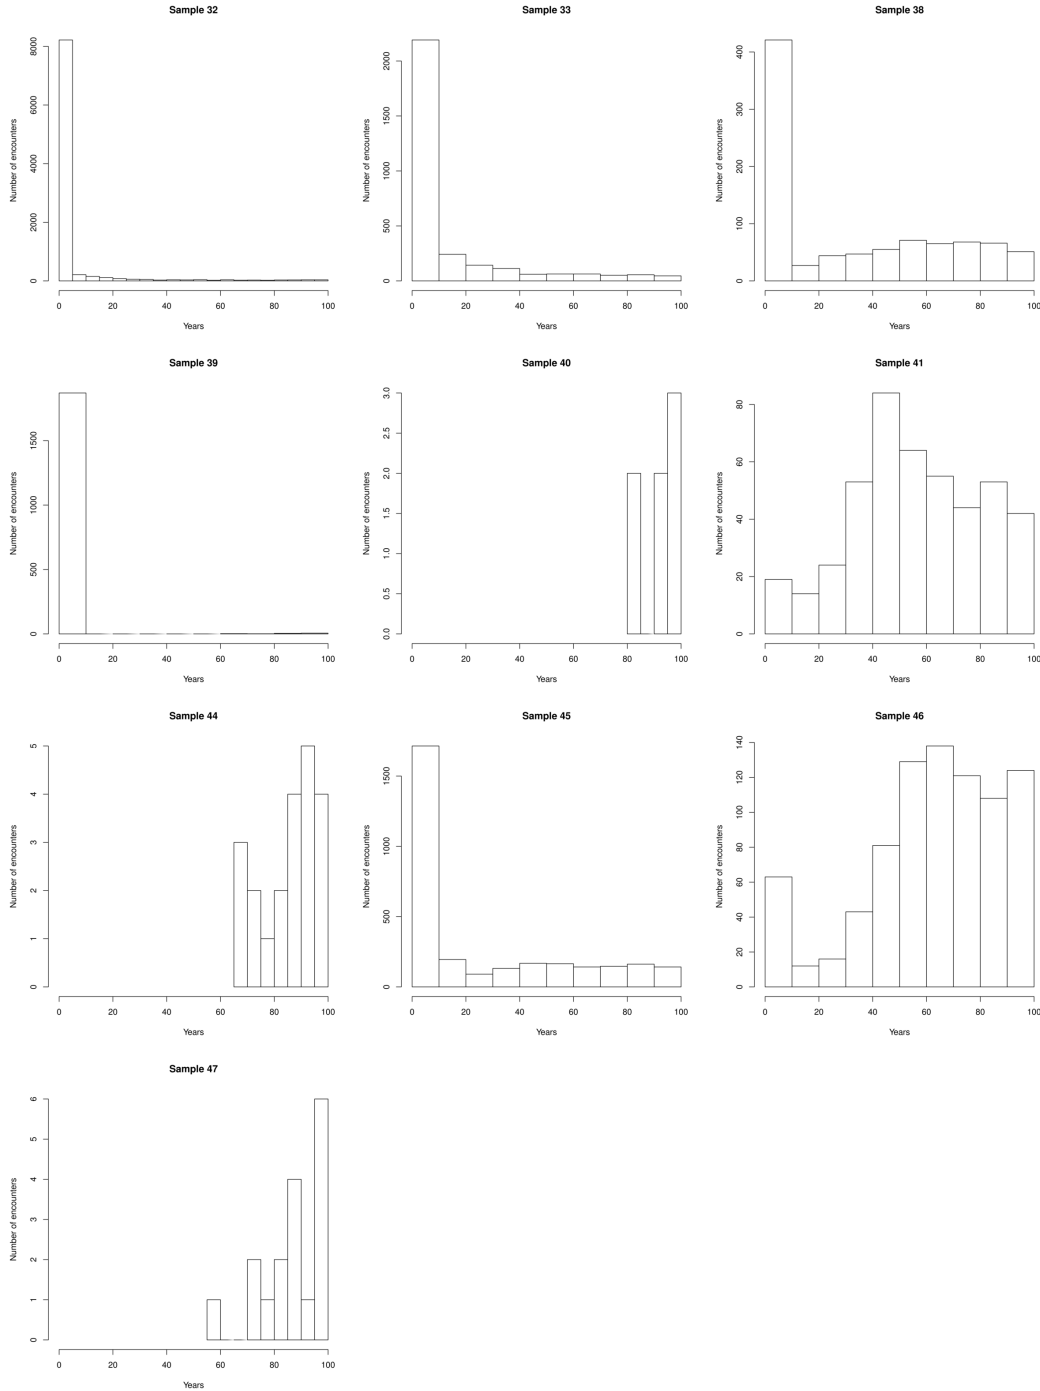 Sample 32
Number of encounters
0 2000 4000 6000 8000
0 20 40 60 80 100
Years
Sample 33
Number of encounters
0 500 1000 1500 2000
0 20 40 60 80 100
Years
Sample 38
Number of encounters
0 100 200 300 400
0 20 40 60 80 100
Years
Sample 39
Number of encounters
0 500 1000 1500
0 20 40 60 80 100
Years
Sample 40
Number of encounters
0.0 0.5 1.0 1.5 2.0 2.5 3.0
0 20 40 60 80 100
Years
Sample 41
Number of encounters
0 20 40 60 80
0 20 40 60 80 100
Years
Sample 44
Number of encounters
0 1 2 3 4 5
0 20 40 60 80 100
Years
Sample 45
Number of encounters
0 500 1000 1500
0 20 40 60 80 100
Years
Sample 46
Number of encounters
0 20 40 60 80 100 120 140
0 20 40 60 80 100
Years
Sample 47
Number of encounters
0 1 2 3 4 5 6
0 20 40 60 80 100
Years